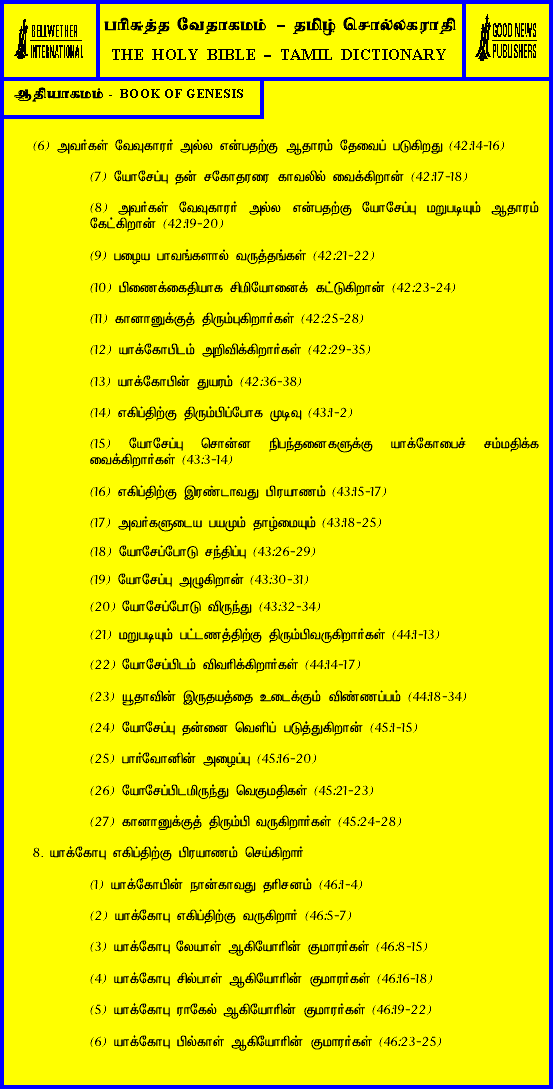 BELLWETHER
INTERNATIONAL
பரிசுத்த வேதாகமம் – தமிழ் சொல்லகராதி
THE HOLY BIBLE – TAMIL DICTIONARY
GOOD NEWS
PUBLISHERS
ஆதியாகமம் - BOOK OF GENESIS
(6) அவர்கள் வேவுகாரர் அல்ல என்பதற்கு ஆதாரம் தேவைப் படுகிறது (42:14-16)
(7) யோசேப்பு தன் சகோதரரை காவலில் வைக்கிறான் (42:17-18)
(8) அவர்கள் வேவுகாரர் அல்ல என்பதற்கு யோசேப்பு மறுபடியும் ஆதாரம்
கேட்கிறான் (42:19-20)
(9) பழைய பாவங்களால் வருத்தங்கள் (42:21-22)
(10) பிணைக்கைதியாக சிமியோனைக் கட்டுகிறான் (42:23-24)
(11) கானானுக்குத் திரும்புகிறார்கள் (42:25-28)
(12) யாக்கோபிடம் அறிவிக்கிறார்கள் (42:29-35)
(13) யாக்கோபின் துயரம் (42:36-38)
(14) எகிப்திற்கு திரும்பிப்போக முடிவு (43:1-2)
(15) யோசேப்பு சொன்ன நிபந்தனைகளுக்கு யாக்கோபைச் சம்மதிக்க
வைக்கிறார்கள் (43:3-14)
(16) எகிப்திற்கு இரண்டாவது பிரயாணம் (43:15-17)
(17) அவர்களுடைய பயமும் தாழ்மையும் (43:18-25)
(18) யோசேப்போடு சந்திப்பு (43:26-29)
(19) யோசேப்பு அழுகிறான் (43:30-31)
(20) யோசேப்போடு விருந்து (43:32-34)
(21) மறுபடியும் பட்டணத்திற்கு திரும்பிவருகிறார்கள் (44:1-13)
(22) யோசேப்பிடம் விவரிக்கிறார்கள் (44:14-17)
(23) யூதாவின் இருதயத்தை உடைக்கும் விண்ணப்பம் (44:18-34)
(24) யோசேப்பு தன்னை வெளிப் படுத்துகிறான் (45:1-15)
(25) பார்வோனின் அழைப்பு (45:16-20)
(26) யோசேப்பிடமிருந்து வெகுமதிகள் (45:21-23)
(27) கானானுக்குத் திரும்பி வருகிறார்கள் (45:24-28)
8. யாக்கோபு எகிப்திற்கு பிரயாணம் செய்கிறார்
(1) யாக்கோபின் நான்காவது தரிசனம் (46:1-4)
(2) யாக்கோபு எகிப்திற்கு வருகிறார் (46:5-7)
(3) யாக்கோபு லேயாள் ஆகியோரின் குமாரர்கள் (46:8-15)
(4) யாக்கோபு சில்பாள் ஆகியோரின் குமாரர்கள் (46:16-18)
(5) யாக்கோபு ராகேல் ஆகியோரின் குமாரர்கள் (46:19-22)
(6) யாக்கோபு பில்காள் ஆகியோரின் குமாரர்கள் (46:23-25)